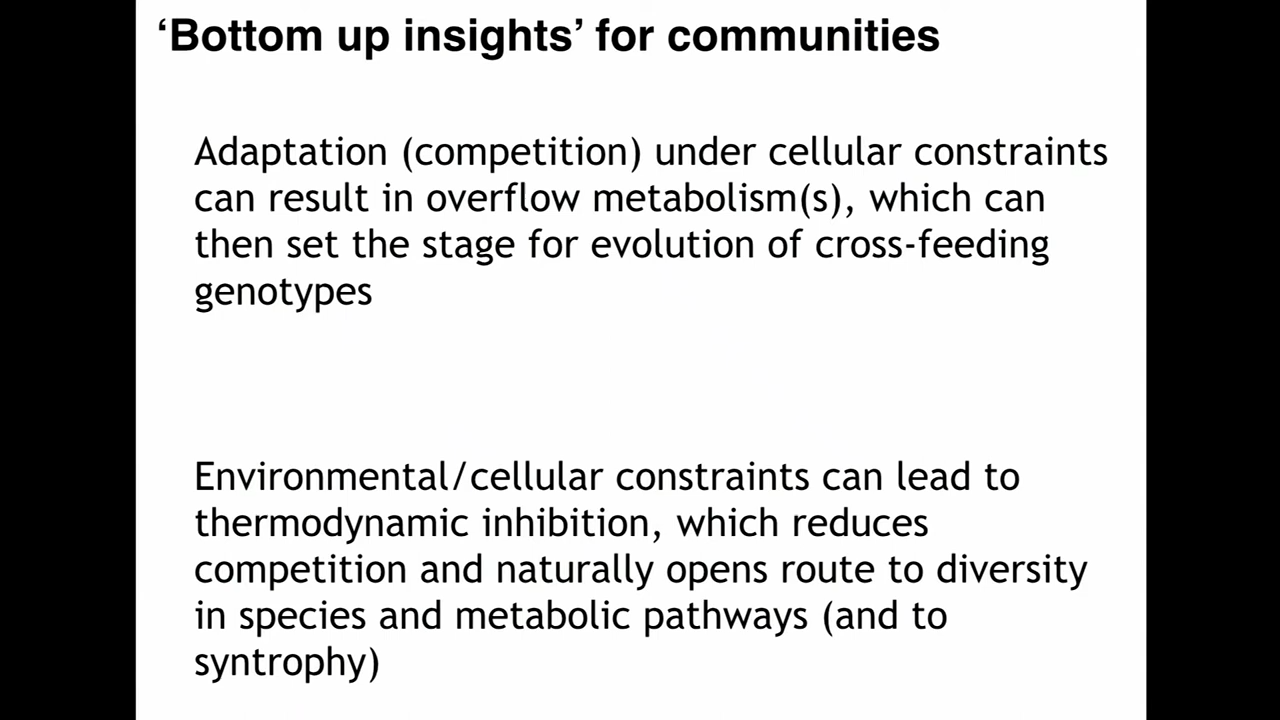 ‘Bottom up insights’ for communities
Adaptation (competition) under cellular constraints
can result in overflow metabolism(s), which can
then set the stage for evolution of cross-feeding
genotypes
Environmental/cellular constraints can lead to
thermodynamic inhibition, which reduces
competition and naturally opens route to diversity
in species and metabolic pathways (and to
syntrophy)